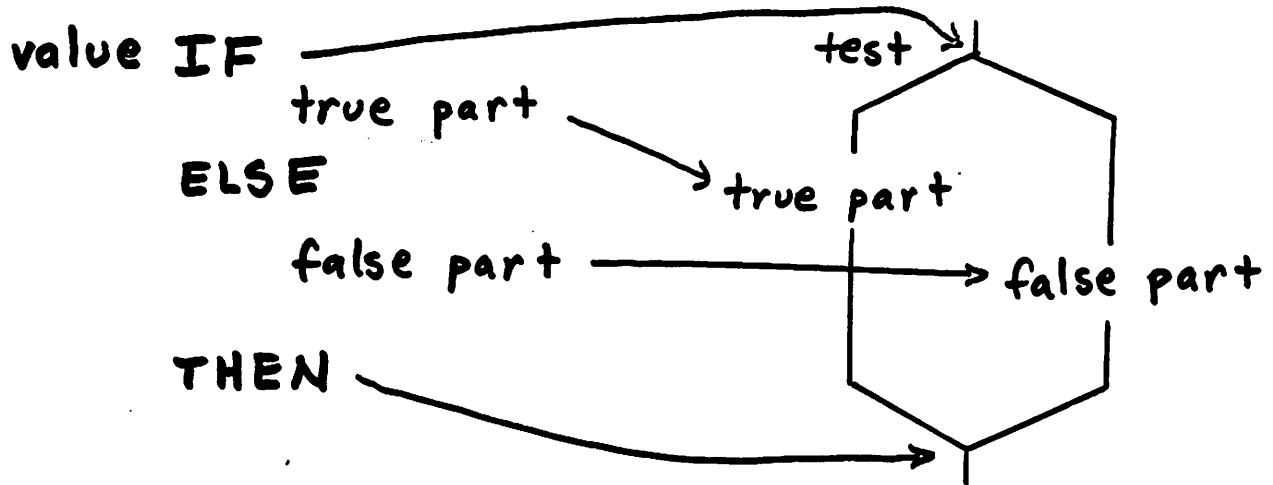 value IF
test
true part
ELSE
true part
false part
false part
THEN